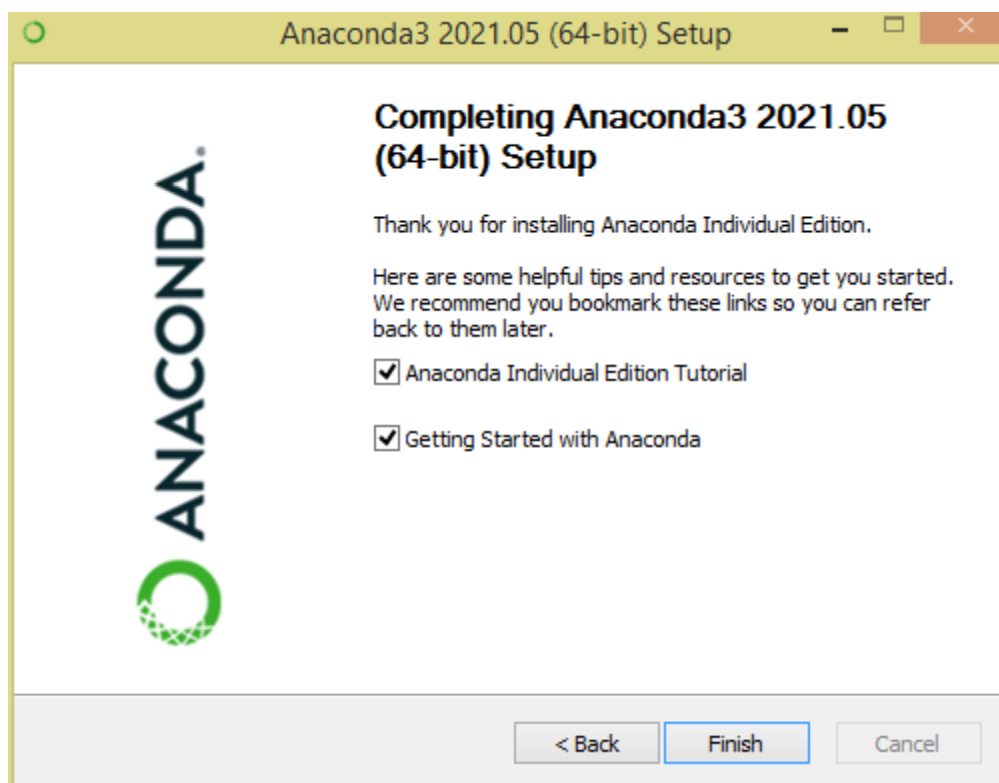 Anaconda3 2021.05 (64-bit) Setup
Completing Anaconda3 2021.05
(64-bit) Setup
Thank you for installing Anaconda Individual Edition.
Here are some helpful tips and resources to get you started.
We recommend you bookmark these links so you can refer
back to them later.
Anaconda Individual Edition Tutorial
Getting Started with Anaconda
ANACONDA.
< Back
Finish
Cancel